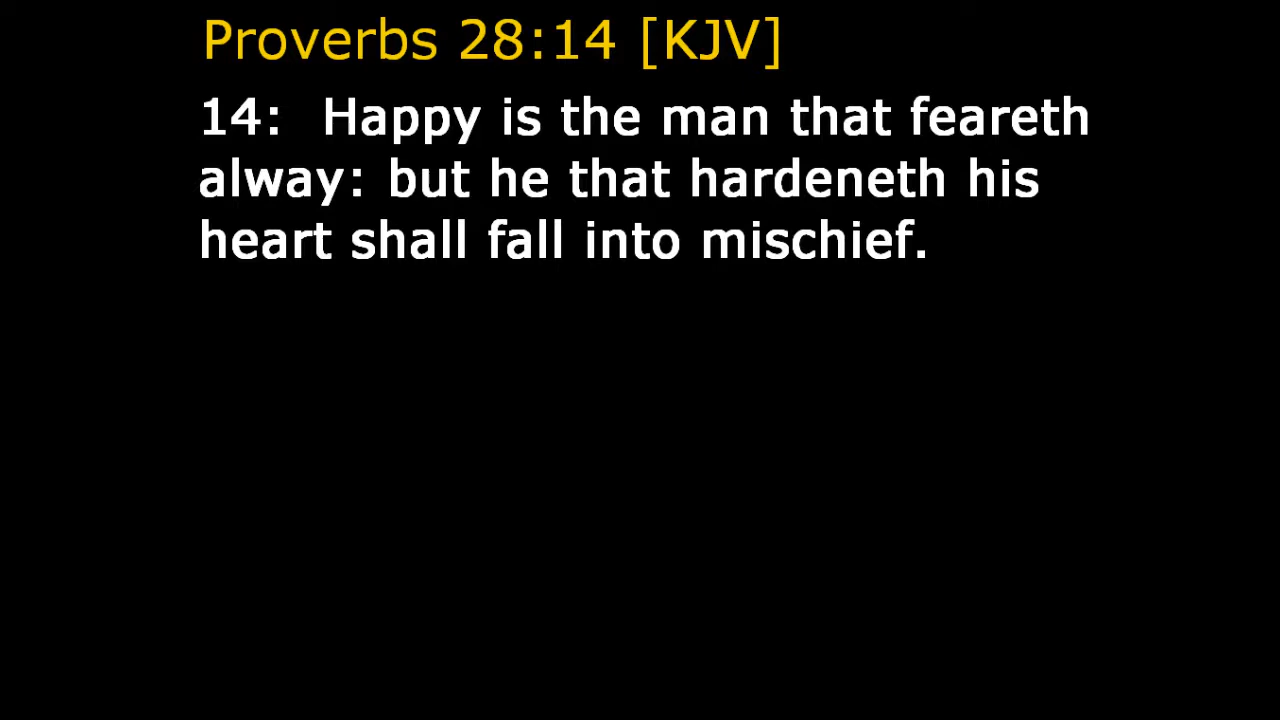 Proverbs 28:14 [KJV]
14:  Happy is the man that feareth
alway: but he that hardeneth his
heart shall fall into mischief.